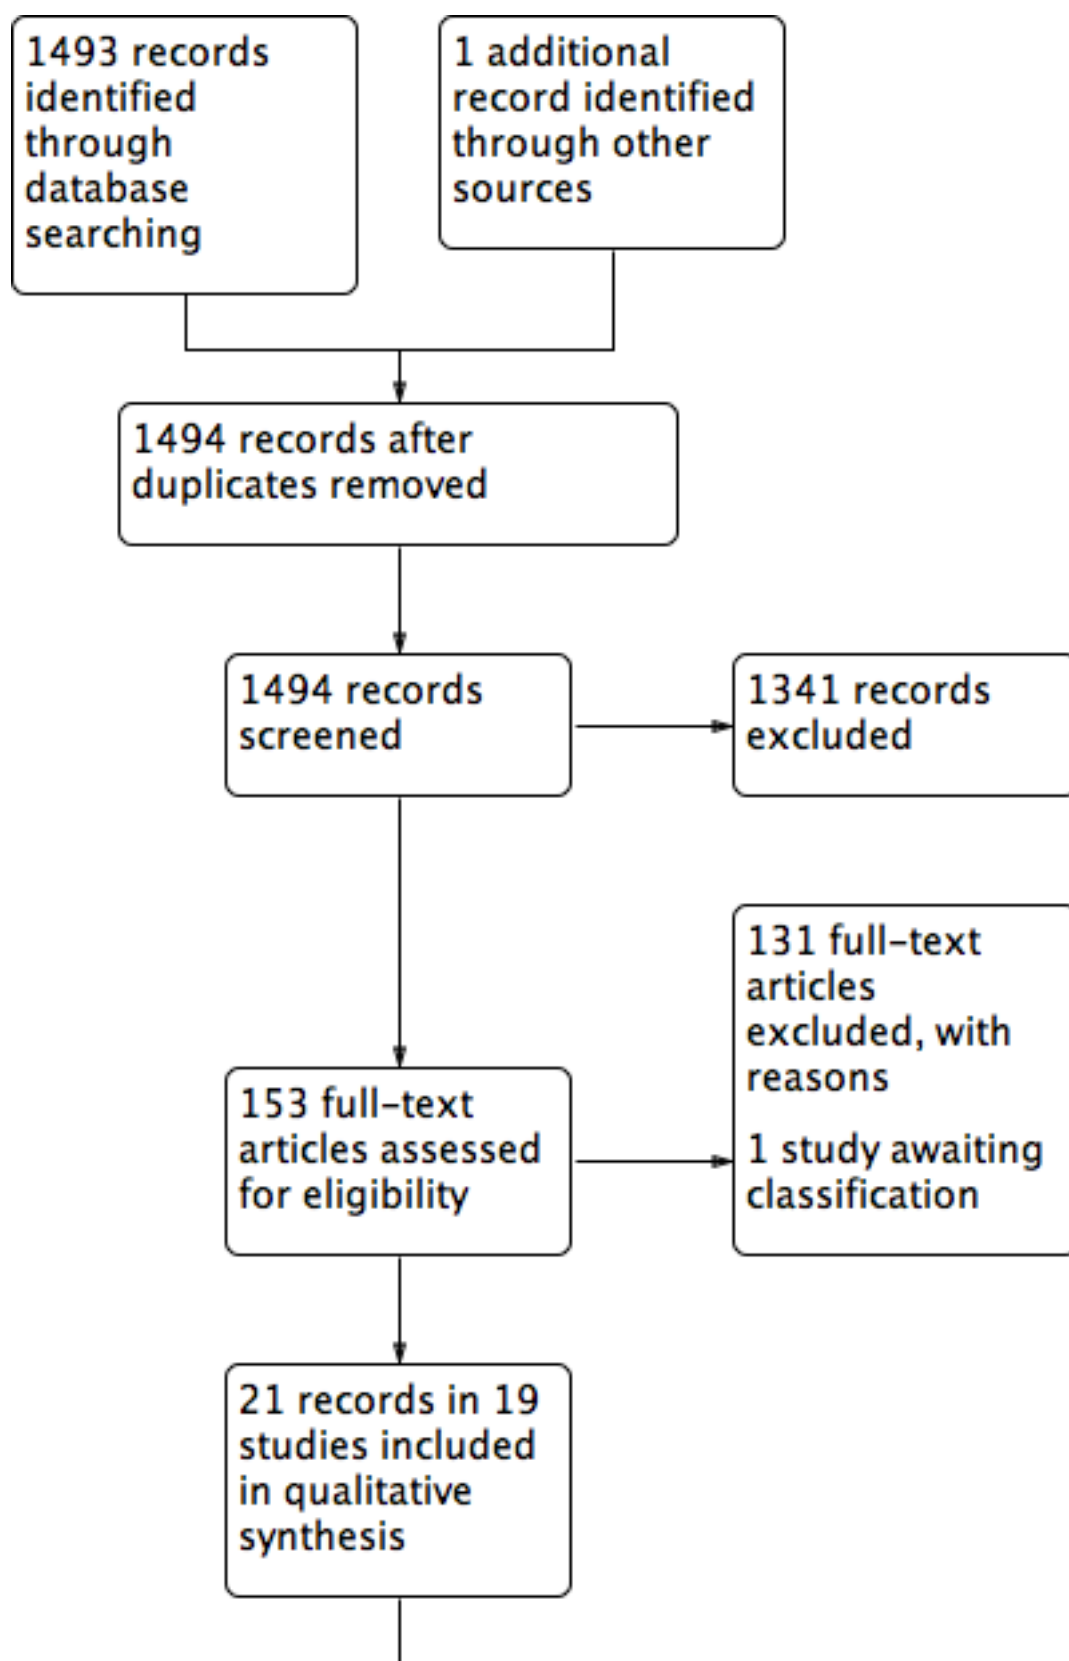 1493 records
identified
through
database
searching
1 additional
record identified
through other
sources
1494 records after
duplicates removed
1494 records
screened
1341 records
excluded
131 full-text
articles
excluded, with
reasons
1 study awaiting
classification
153 full-text
articles assessed
for eligibility
21 records in 19
studies included
in qualitative
synthesis